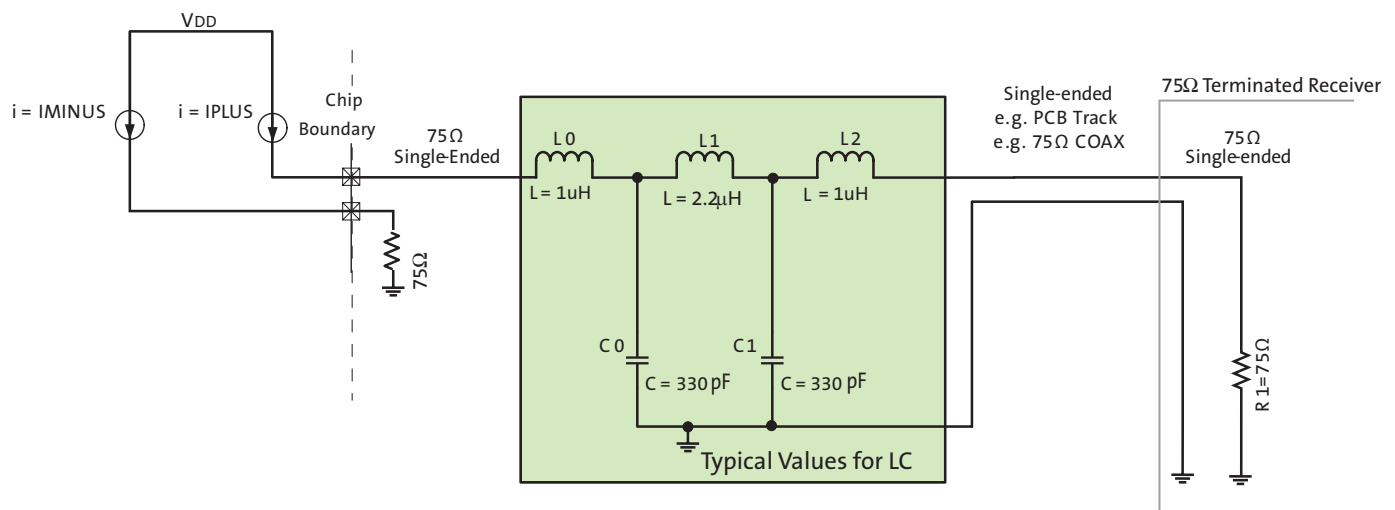 VDD
i = IMINUS
i = IPLUS
Chip
Boundary
75Ω
Single-Ended
75Ω
L0
L = 1uH
L1
L = 2.2μH
L2
L = 1uH
C0
C = 330 pF
C1
C = 330 pF
Typical Values for LC
Single-ended
e.g. PCB Track
e.g. 75Ω COAX
75Ω Terminated Receiver
75Ω
Single-ended
R1=75Ω